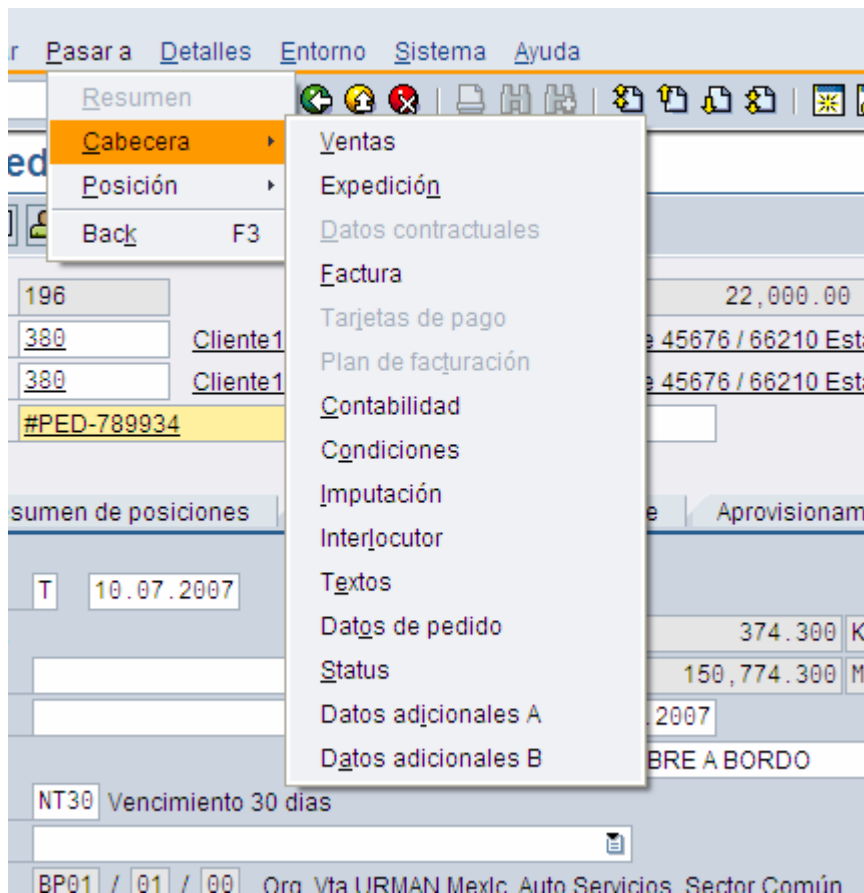 Pasar a Detalles Entorno Sistema Ayuda
Resumen
Cabecera
Posición
Back F3
Ventas
Expedición
Datos contractuales
Factura
Tarjetas de pago
Plan de facturación
Contabilidad
Condiciones
Imputación
Interlocutor
Textos
Datos de pedido
Status
Datos adicionales A
Datos adicionales B
ed
196 22,000.00
380 Cliente1 e 45676 / 66210 Est
380 Cliente1 e 45676 / 66210 Est
#PED-789934
sumen de posiciones e Aprovisionam
T 10.07.2007
374.300 K
150,774.300 M
.2007
BRE A BORDO
NT30 Vencimiento 30 dias
BP01 / 01 / 00 Org. Vta URMAN Mexic, Auto Servicios, Sector Común